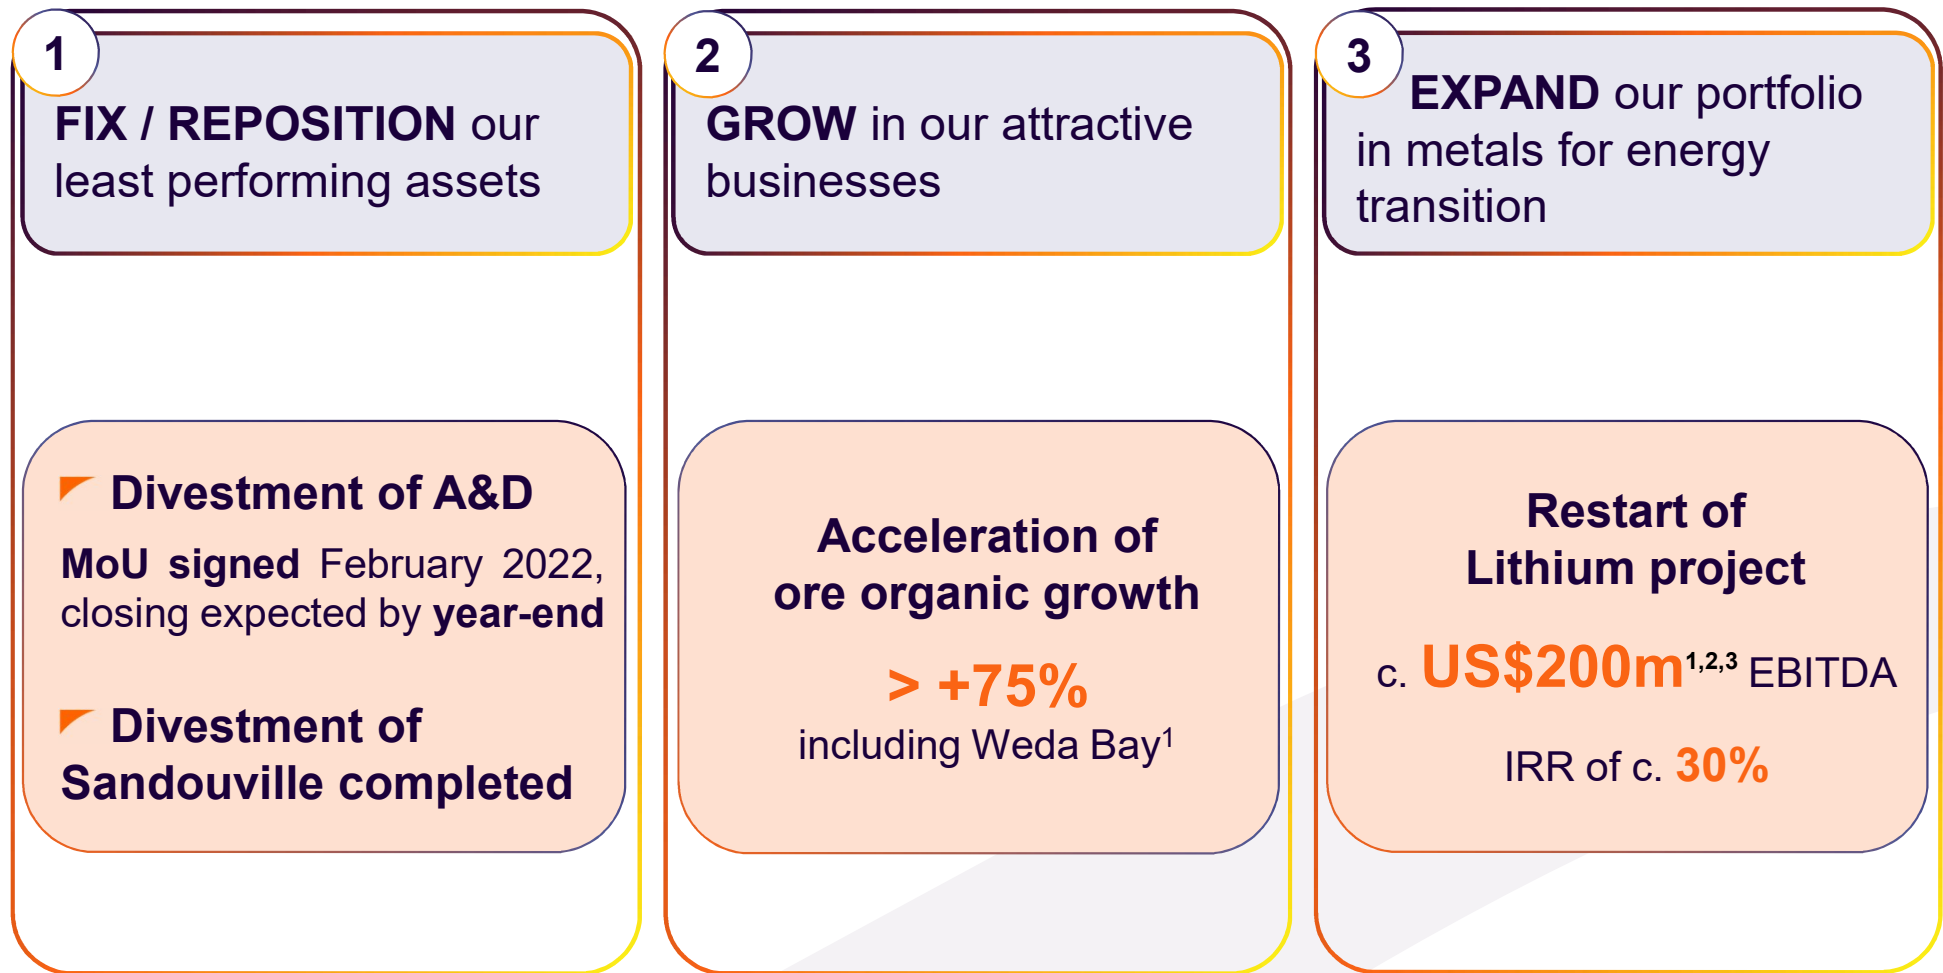 1
FIX / REPOSITION our
least performing assets
Divestment of A&D
MoU signed February 2022,
closing expected by year-end
Divestment of
Sandouville completed
2
GROW in our attractive
businesses
Acceleration of
ore organic growth
> +75%
including Weda Bay¹
3
EXPAND our portfolio
in metals for energy
transition
Restart of
Lithium project
c. US$200m¹,²,³ EBITDA
IRR of c. 30%